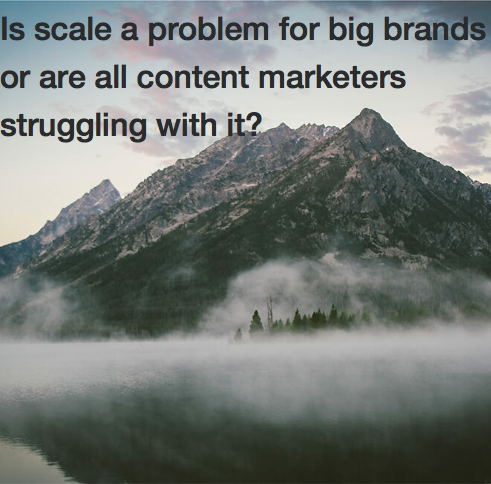 Is scale a problem for big brands
or are all content marketers
struggling with it?